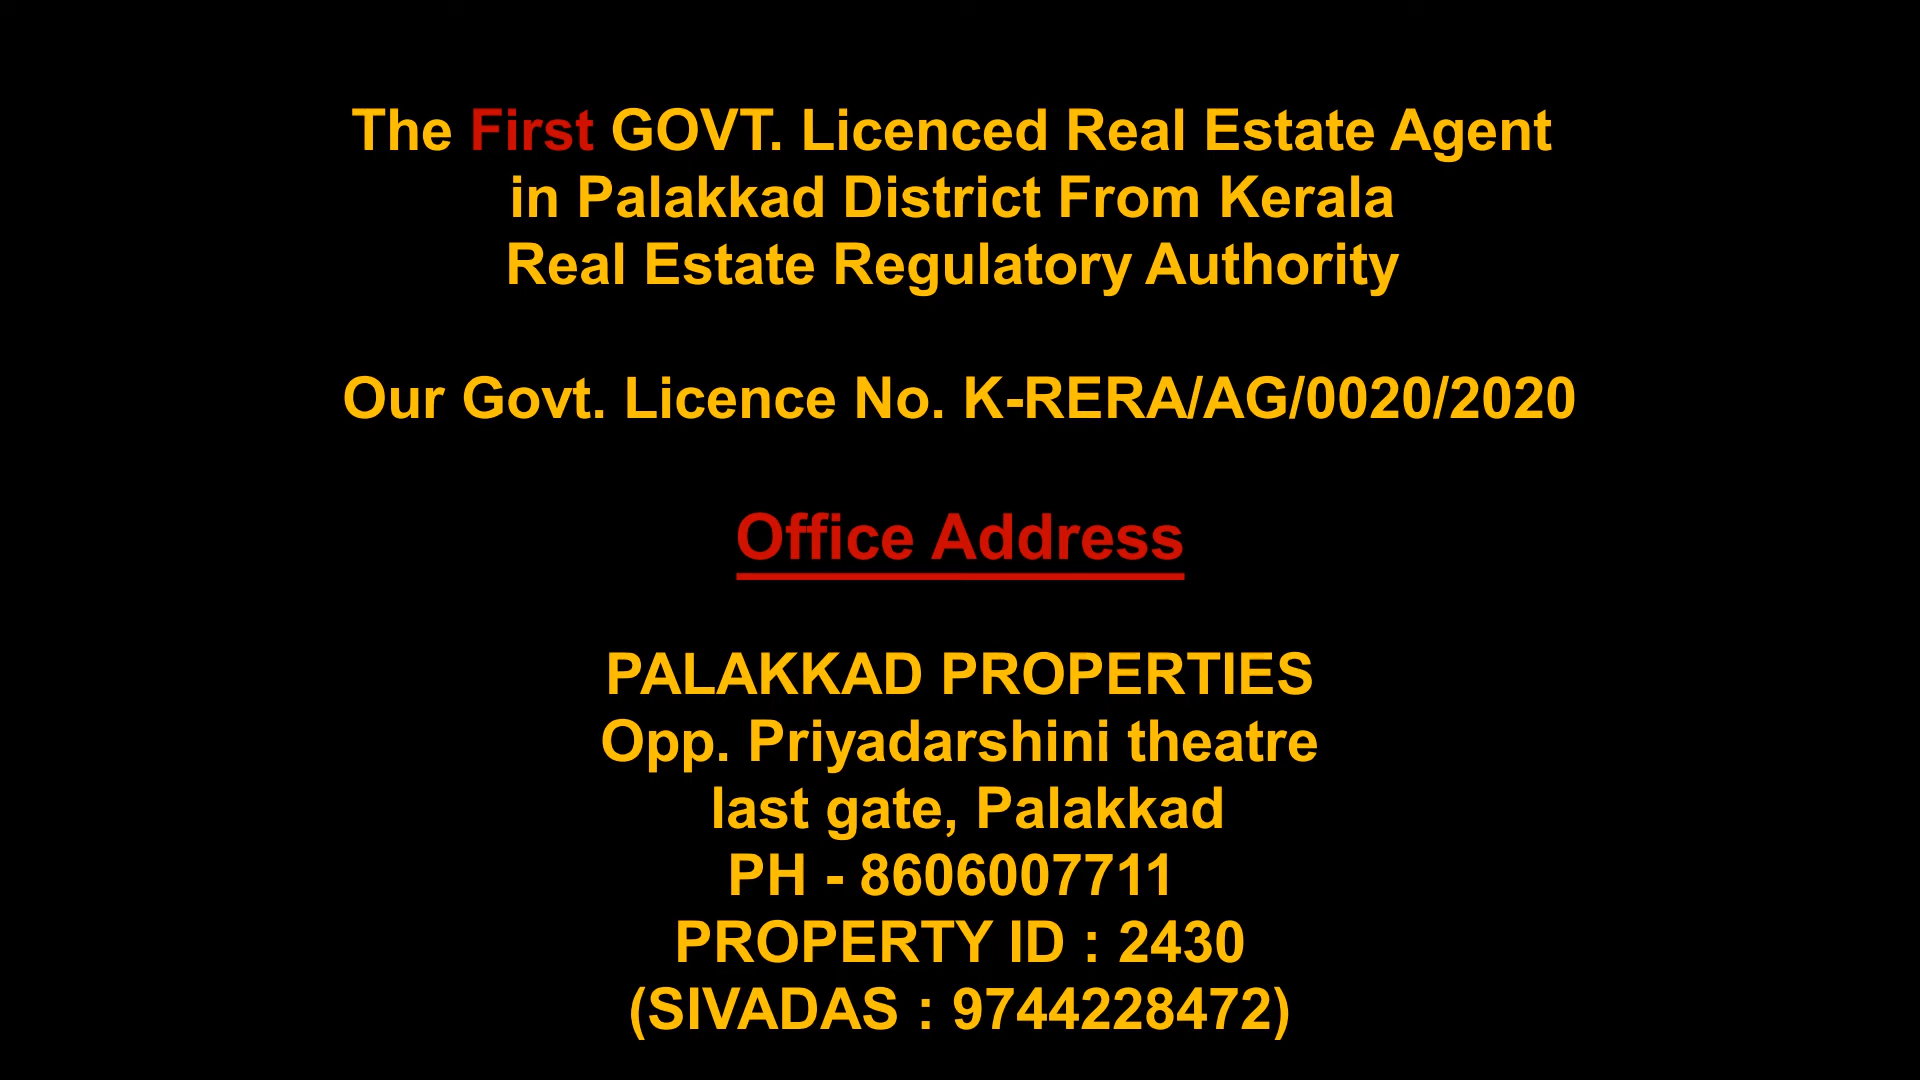 The First GOVT. Licenced Real Estate Agent
in Palakkad District From Kerala
Real Estate Regulatory Authority
Our Govt. Licence No. K-RERA/AG/0020/2020
Office Address
PALAKKAD PROPERTIES
Opp. Priyadarshini theatre
last gate, Palakkad
PH - 8606007711
PROPERTY ID : 2430
(SIVADAS : 9744228472)